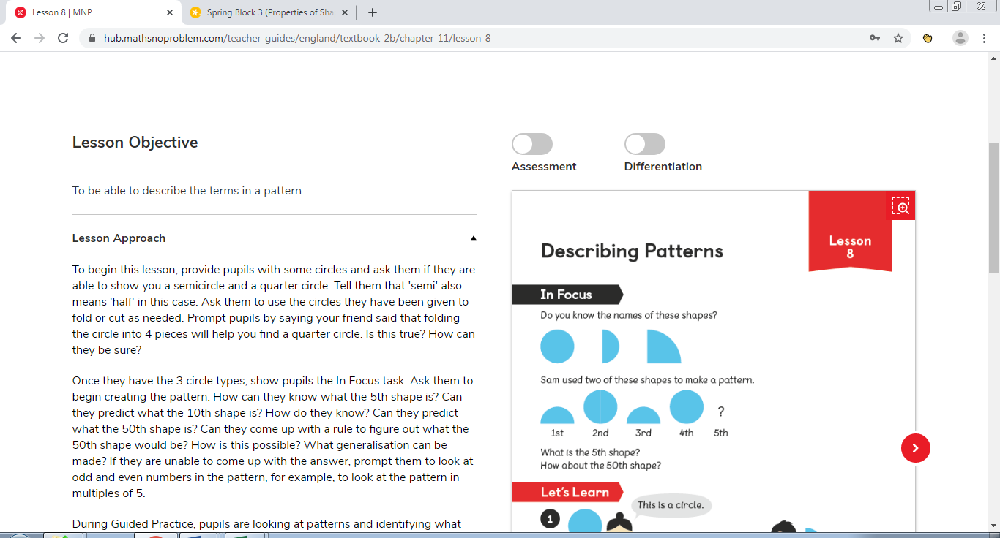 Lesson 8 | MNP
Spring Block 3 (Properties of Sha
hub.mathsnoproblem.com/teacher-guides/england/textbook-2b/chapter-11/lesson-8
Lesson Objective
To be able to describe the terms in a pattern.
Lesson Approach
To begin this lesson, provide pupils with some circles and ask them if they are
able to show you a semicircle and a quarter circle. Tell them that 'semi' also
means 'half' in this case. Ask them to use the circles they have been given to
fold or cut as needed. Prompt pupils by saying your friend said that folding
the circle into 4 pieces will help you find a quarter circle. Is this true? How can
they be sure?
Once they have the 3 circle types, show pupils the In Focus task. Ask them to
begin creating the pattern. How can they know what the 5th shape is? Can
they predict what the 10th shape is? How do they know? Can they predict
what the 50th shape is? Can they come up with a rule to figure out what the
50th shape would be? How is this possible? What generalisation can be
made? If they are unable to come up with the answer, prompt them to look at
odd and even numbers in the pattern, for example, to look at the pattern in
multiples of 5.
During Guided Practice, pupils are looking at patterns and identifying what
Assessment
Differentiation
Lesson
8
Describing Patterns
In Focus
Do you know the names of these shapes?
Sam used two of these shapes to make a pattern.
?
1st 2nd 3rd 4th 5th
What is the 5th shape?
How about the 50th shape?
Let's Learn
This is a circle.
1